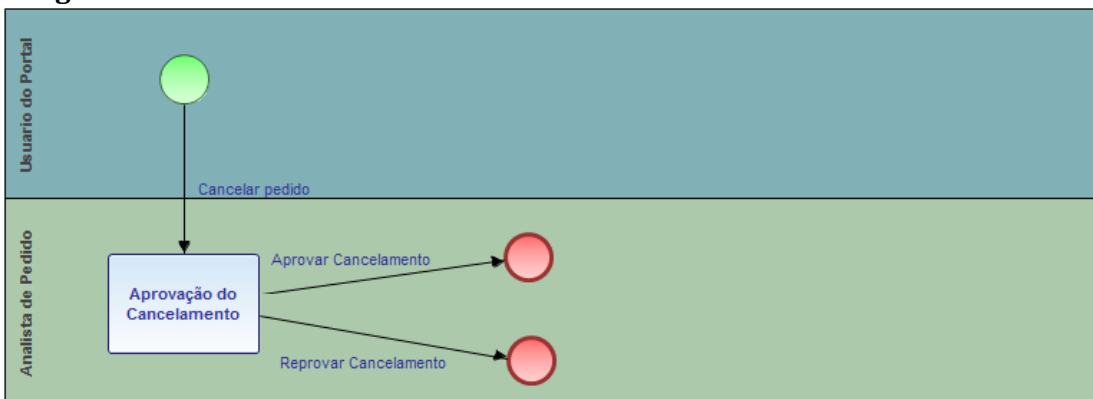 Usuario do Portal
Cancelar pedido
Analista de Pedido
Aprovação do
Cancelamento
Aprovar Cancelamento
Reprovar Cancelamento